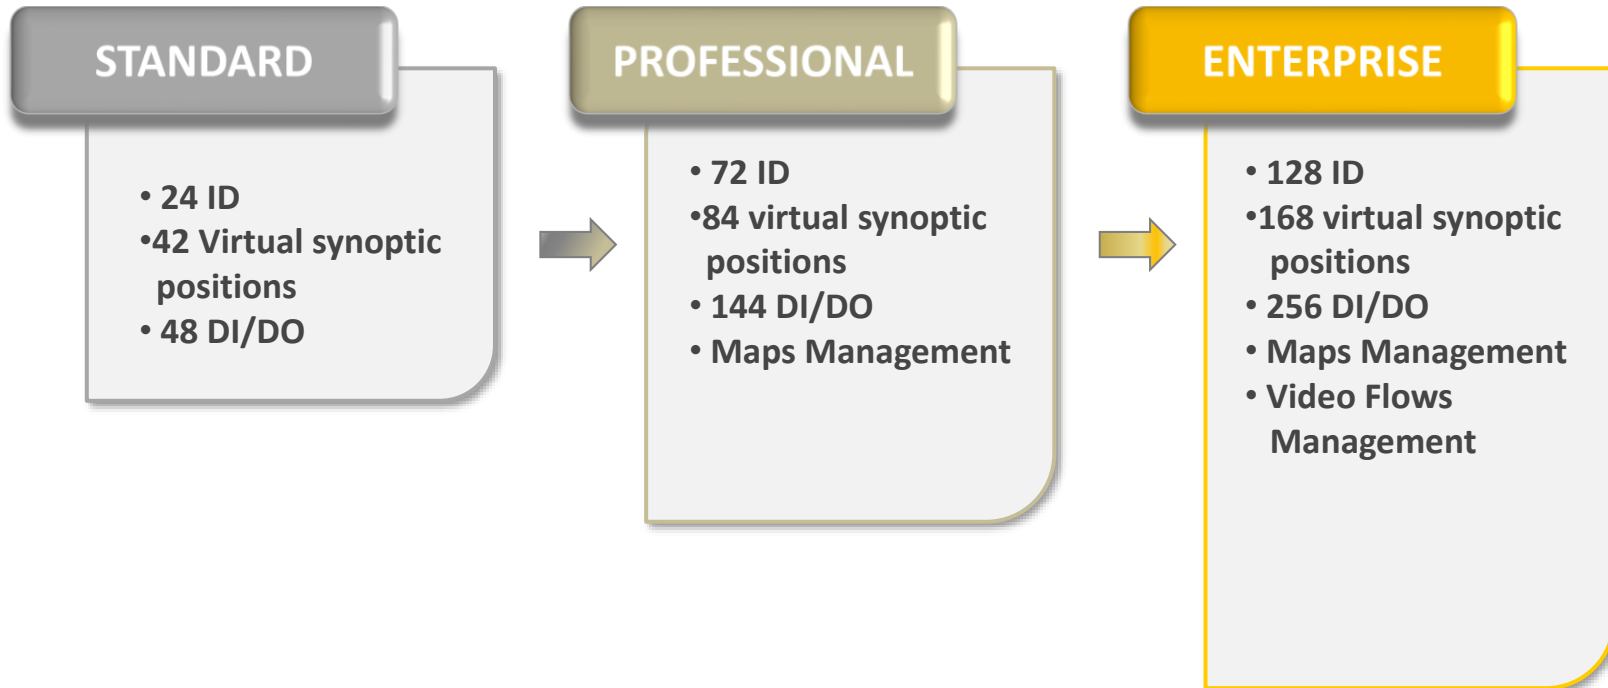 STANDARD
• 24 ID
•42 Virtual synoptic
positions
• 48 DI/DO
PROFESSIONAL
• 72 ID
•84 virtual synoptic
positions
• 144 DI/DO
• Maps Management
ENTERPRISE
• 128 ID
•168 virtual synoptic
positions
• 256 DI/DO
• Maps Management
• Video Flows
Management